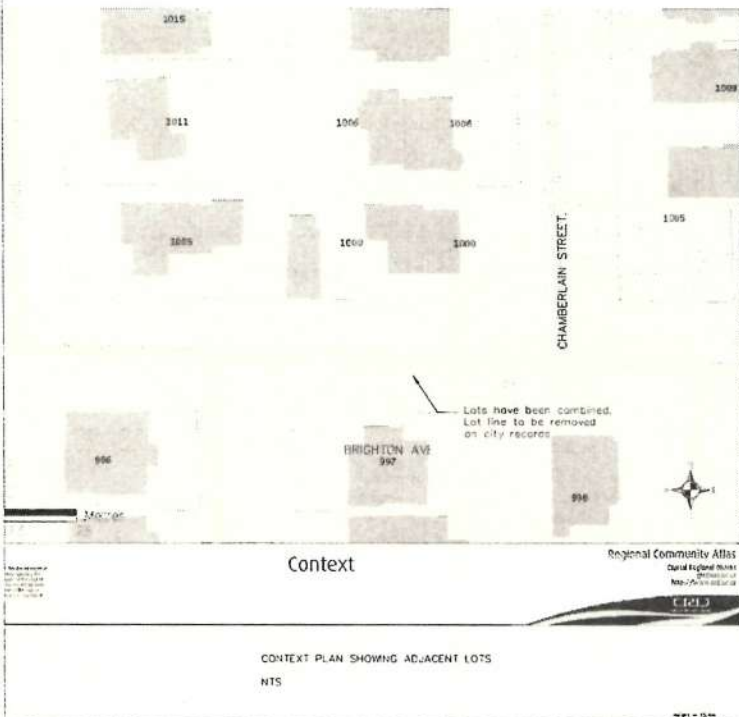 1015
1009
1011
1006
1006
1005
1000
1000
1005
CHAMBERLAIN STREET.
Lots have been combined.
Lot line to be removed
on city records
BRIGHTON AVE
996
997
998
Metres
Context
Regional Community Atlas
CRD
CONTEXT PLAN SHOWING ADJACENT LOTS
NTS